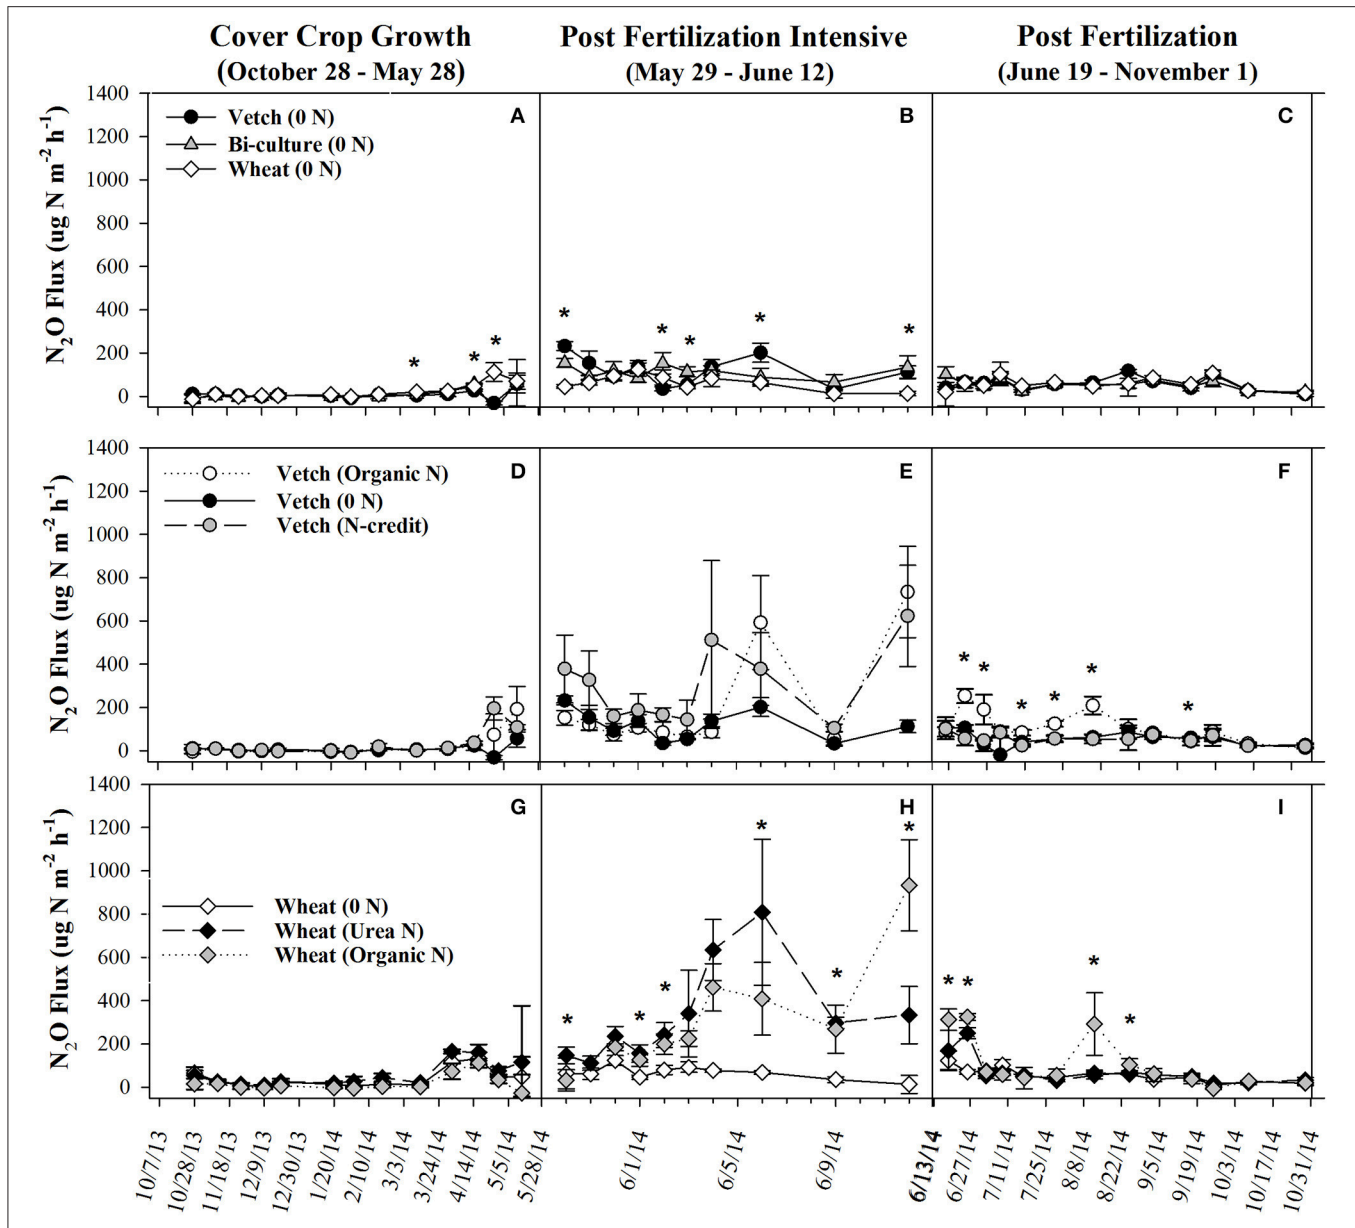 Cover Crop Growth
(October 28 - May 28)
Post Fertilization Intensive
(May 29 - June 12)
Post Fertilization
(June 19 - November 1)
N₂O Flux (ug N m⁻² h⁻¹)
1400
1200
1000
800
600
400
200
0
Vetch (0 N)
Bi-culture (0 N)
Wheat (0 N)
A
* * *
B
* * * * *
C
N₂O Flux (ug N m⁻² h⁻¹)
1400
1200
1000
800
600
400
200
0
Vetch (Organic N)
Vetch (0 N)
Vetch (N-credit)
D
E
F
* * * * * *
N₂O Flux (ug N m⁻² h⁻¹)
1400
1200
1000
800
600
400
200
0
Wheat (0 N)
Wheat (Urea N)
Wheat (Organic N)
G
H
* * * * * *
I
* * * *
10/7/13
10/28/13
11/18/13
12/9/13
12/30/13
1/20/14
2/10/14
3/3/14
3/24/14
4/14/14
5/5/14
5/28/14
6/1/14
6/5/14
6/9/14
6/13/14
6/27/14
7/11/14
7/25/14
8/8/14
8/22/14
9/5/14
9/19/14
10/3/14
10/17/14
10/31/14